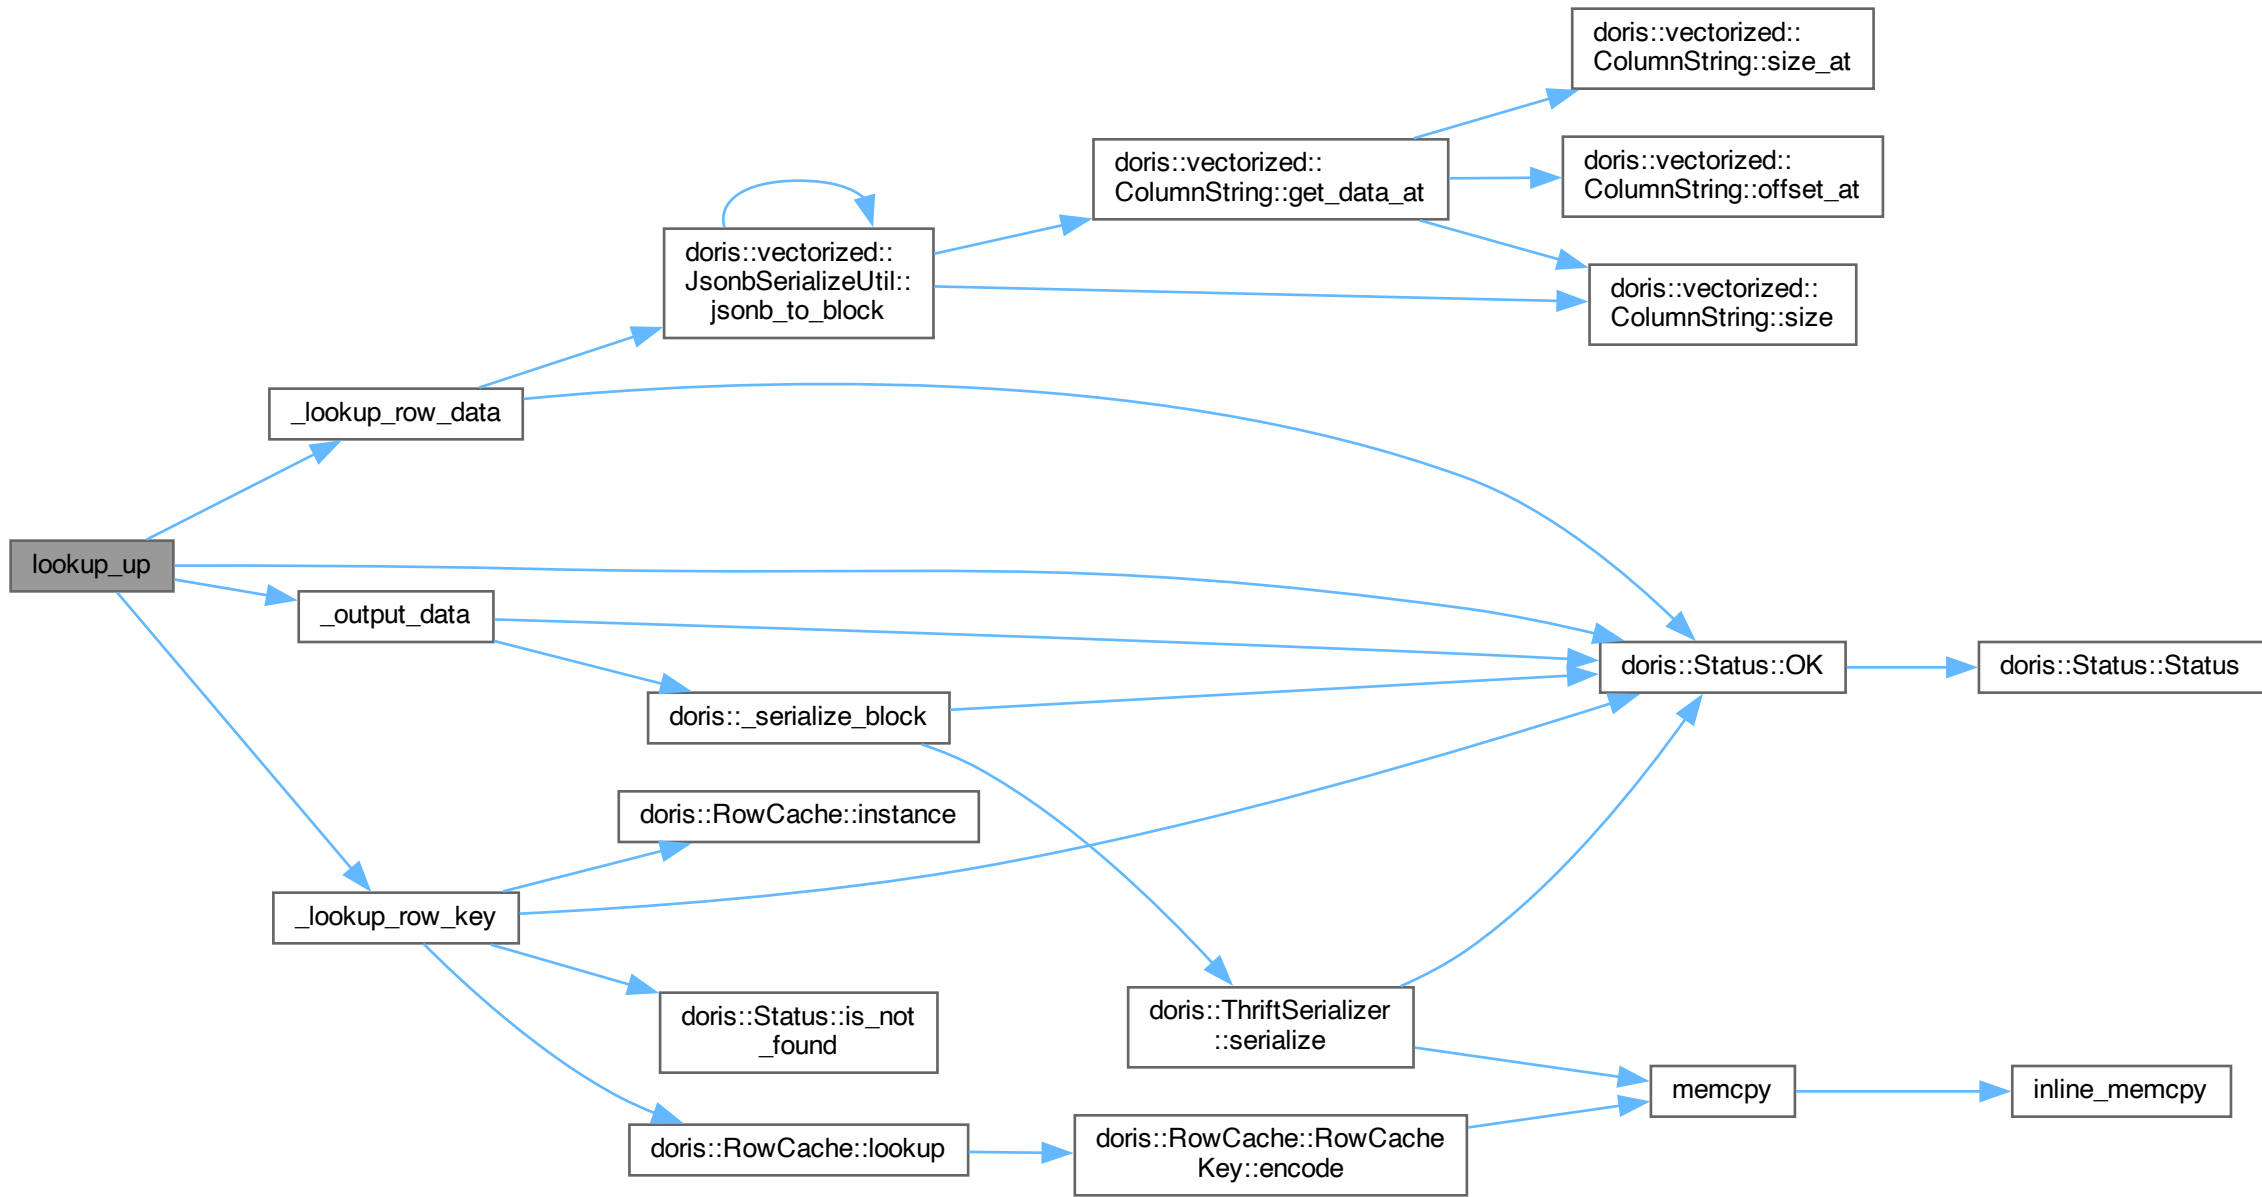 doris::vectorized::
ColumnString::size_at
doris::vectorized::
ColumnString::get_data_at
doris::vectorized::
ColumnString::offset_at
doris::vectorized::
JsonbSerializeUtil::
jsonb_to_block
doris::vectorized::
ColumnString::size
_lookup_row_data
lookup_up
_output_data
doris::Status::OK
doris::Status::Status
doris::_serialize_block
doris::RowCache::instance
_lookup_row_key
doris::Status::is_not
_found
doris::ThriftSerializer
::serialize
memcpy
inline_memcpy
doris::RowCache::lookup
doris::RowCache::RowCache
Key::encode